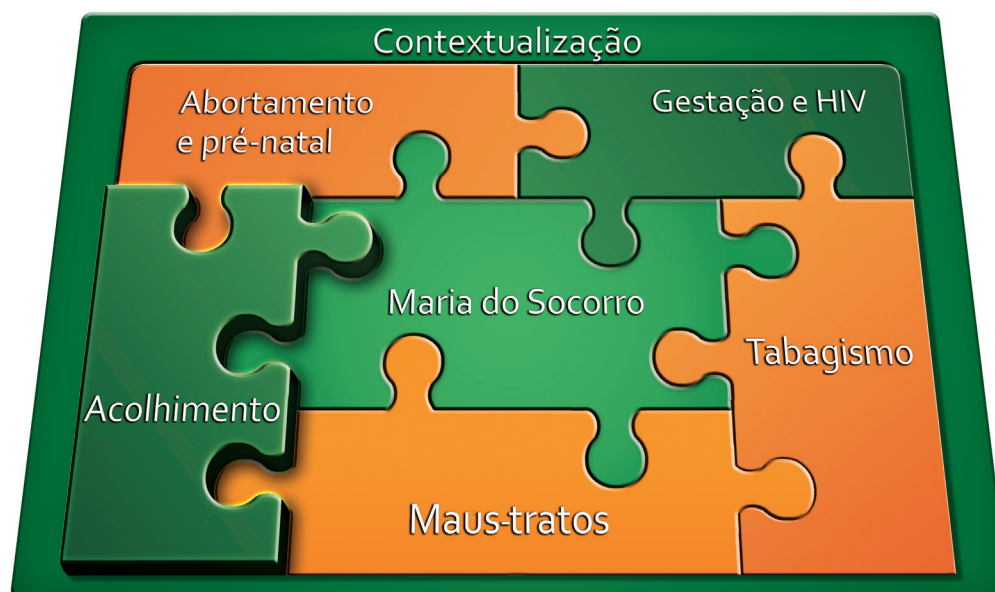 Contextualização
Abortamento
e pré-natal
Gestação e HIV
Maria do Socorro
Tabagismo
Acolhimento
Maus-tratos